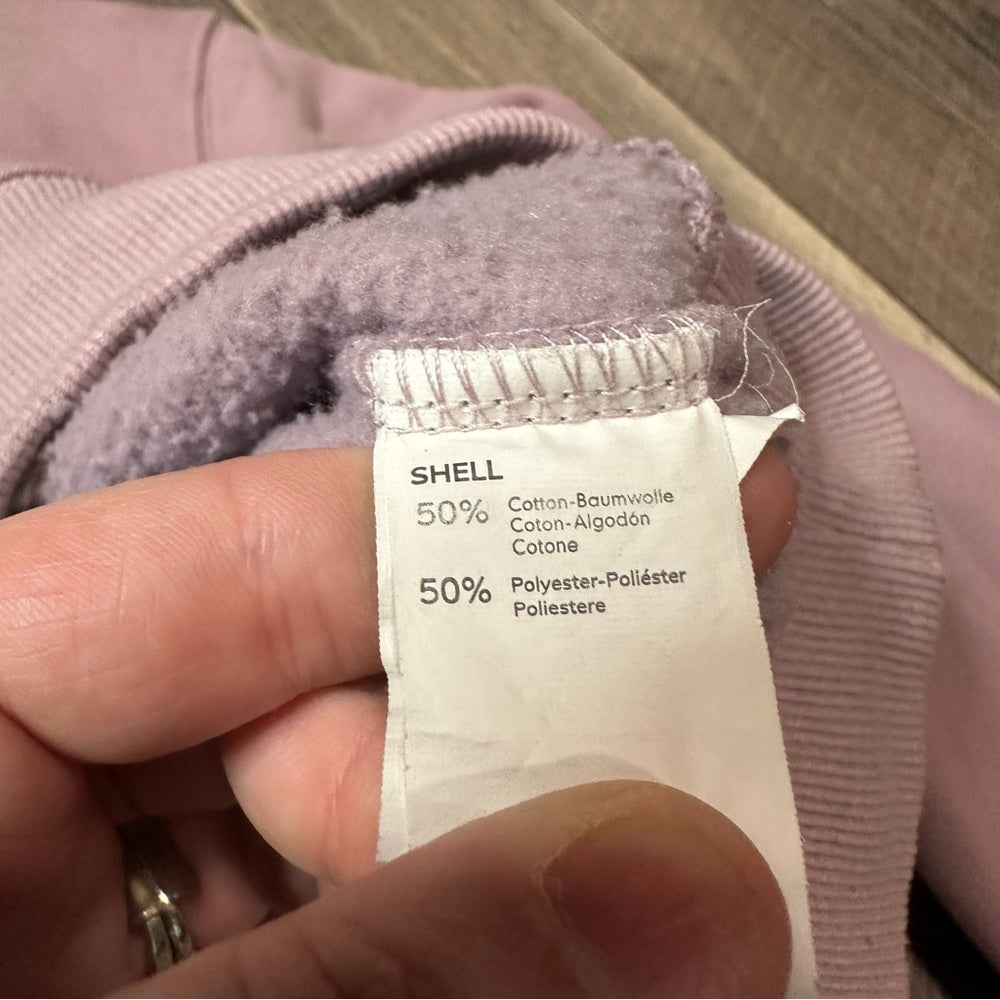 SHELL
50% Cotton-Baumwolle
Coton-Algodón
Cotone
50% Polyester-Poliéster
Poliestere